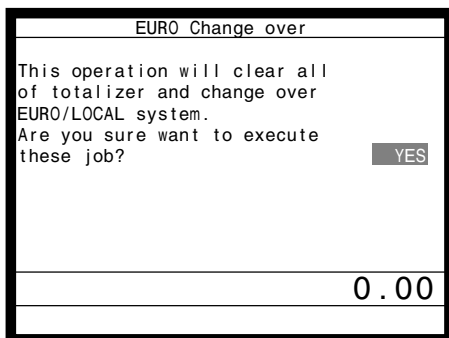 EURO Change over
This operation will clear all
of totalizer and change over
EURO/LOCAL system.
Are you sure want to execute
these job? YES
0.00